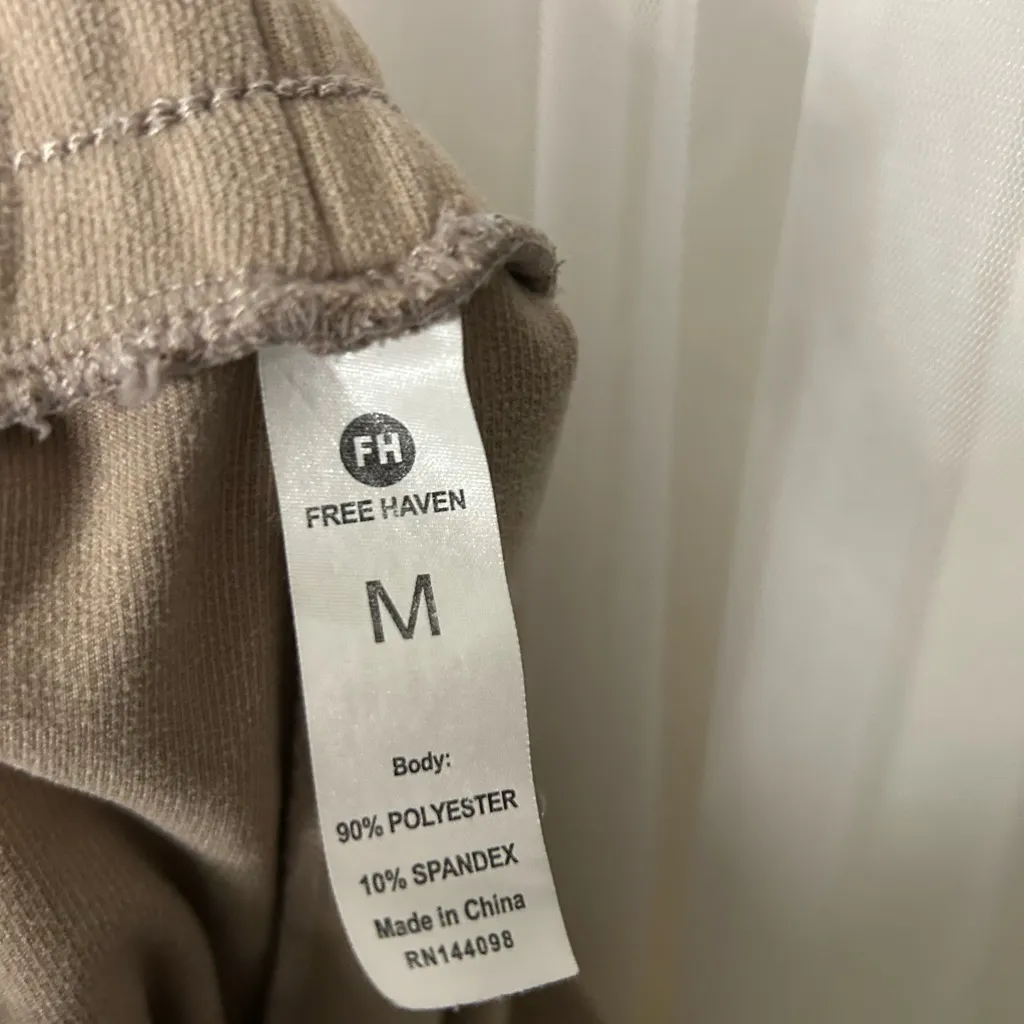 FH
FREE HAVEN
M
Body:
90% POLYESTER
10% SPANDEX
Made in China
RN144098